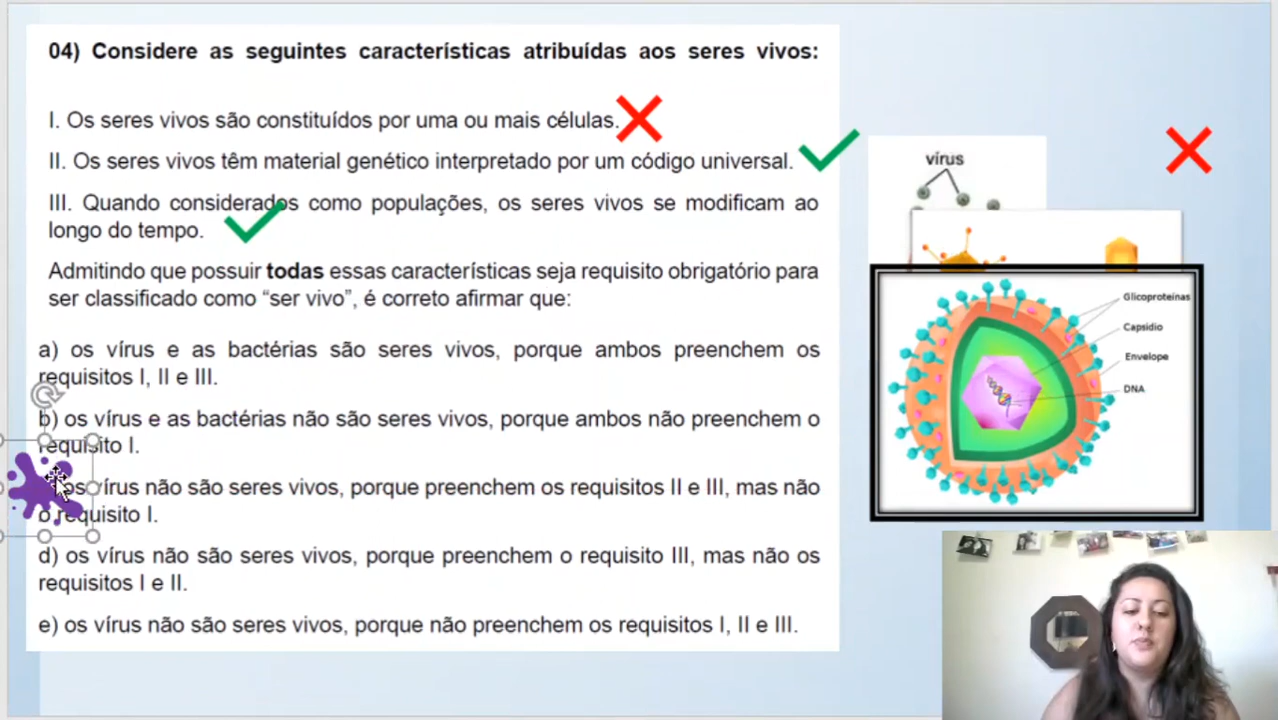 04) Considere as seguintes características atribuídas aos seres vivos:
I. Os seres vivos são constituídos por uma ou mais células.
II. Os seres vivos têm material genético interpretado por um código universal.
III. Quando considerados como populações, os seres vivos se modificam ao
longo do tempo.
Admitindo que possuir todas essas características seja requisito obrigatório para
ser classificado como “ser vivo”, é correto afirmar que:
a) os vírus e as bactérias são seres vivos, porque ambos preenchem os
requisitos I, II e III.
b) os vírus e as bactérias não são seres vivos, porque ambos não preenchem o
requisito I.
os vírus não são seres vivos, porque preenchem os requisitos II e III, mas não
o requisito I.
d) os vírus não são seres vivos, porque preenchem o requisito III, mas não os
requisitos I e II.
e) os vírus não são seres vivos, porque não preenchem os requisitos I, II e III.
vírus
Glicoproteínas
Capsídio
Envelope
DNA